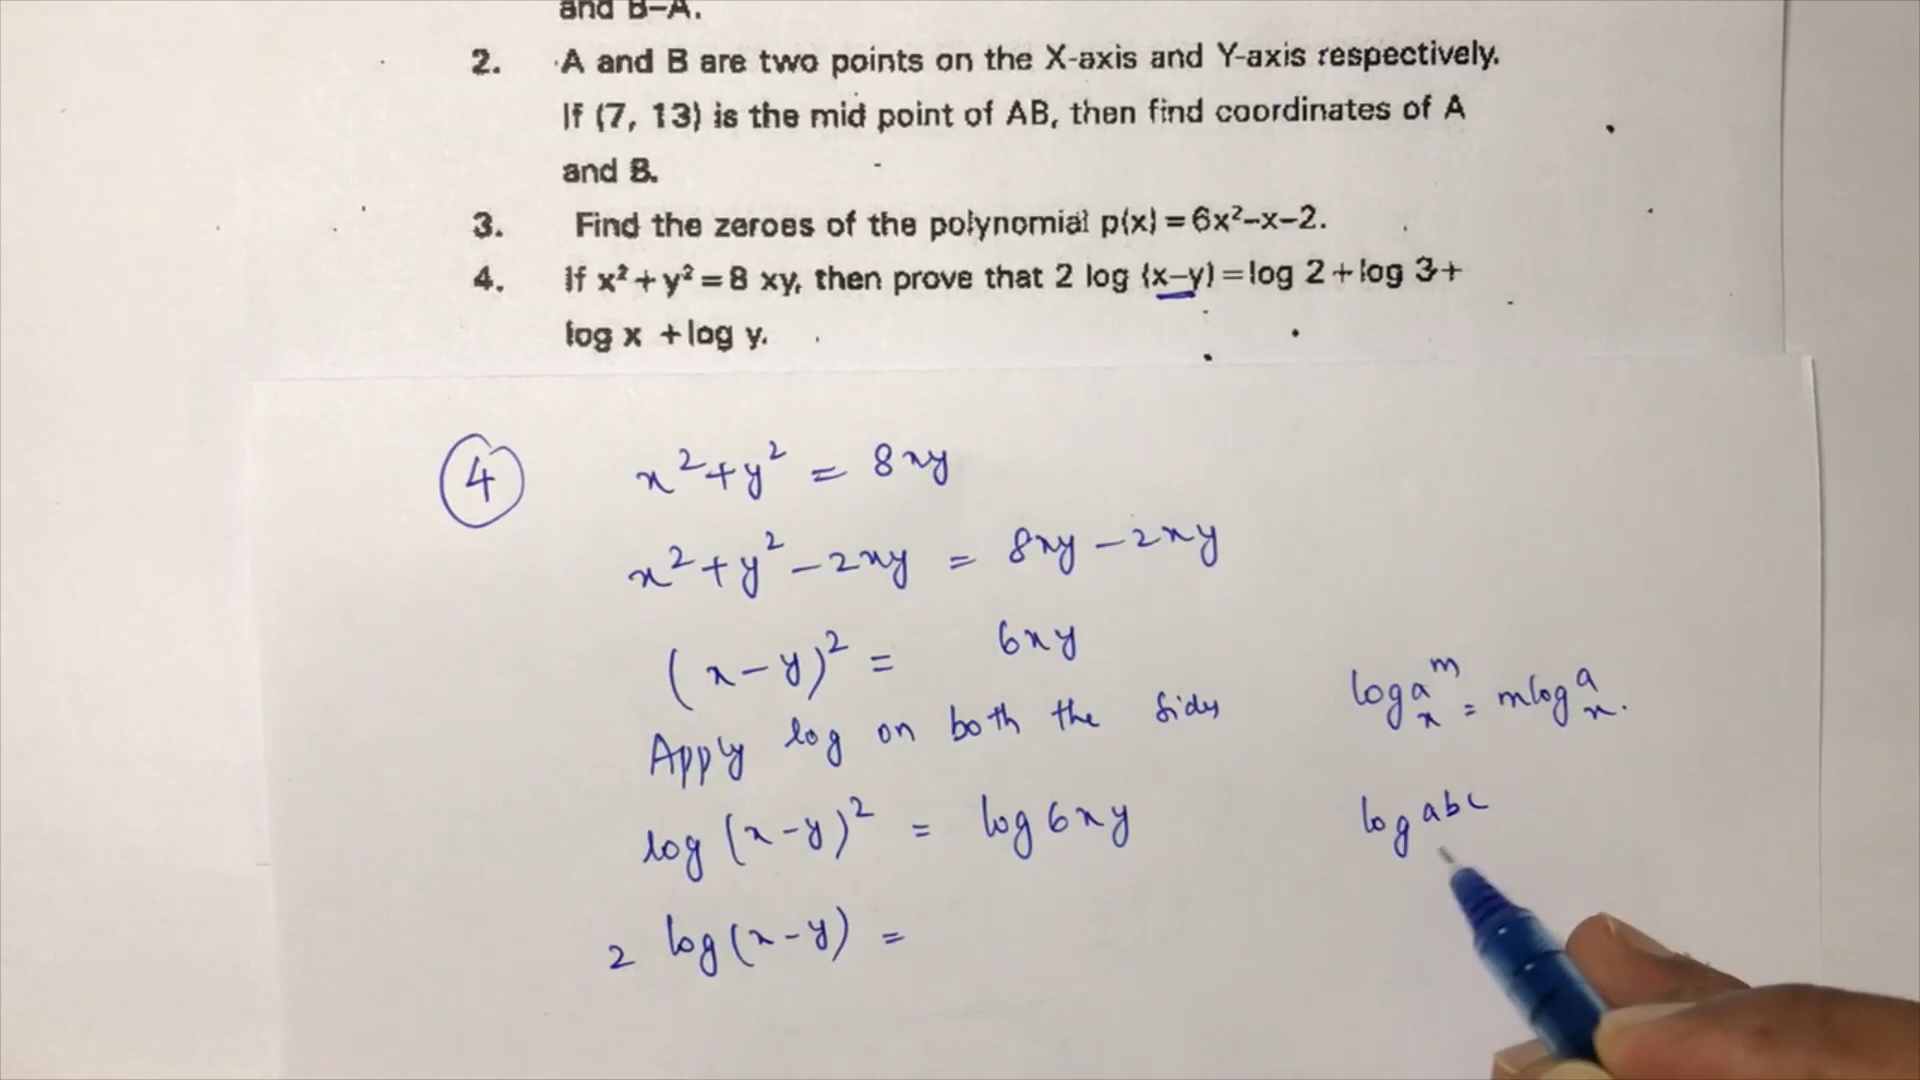 and B–A.
2. A and B are two points on the X-axis and Y-axis respectively.
If (7, 13) is the mid point of AB, then find coordinates of A
and B.
3. Find the zeroes of the polynomial p(x) = 6x²–x–2.
4. If x² + y² = 8 xy, then prove that 2 log (x–y) = log 2 + log 3 +
log x + log y.
④ x² + y² = 8xy
x² + y² – 2xy = 8xy – 2xy
(x – y)² = 6xy
Apply log on both the sides
logₓ aᵐ = m logₓ a.
log (x – y)² = log 6xy
log abc
2 log (x – y) =